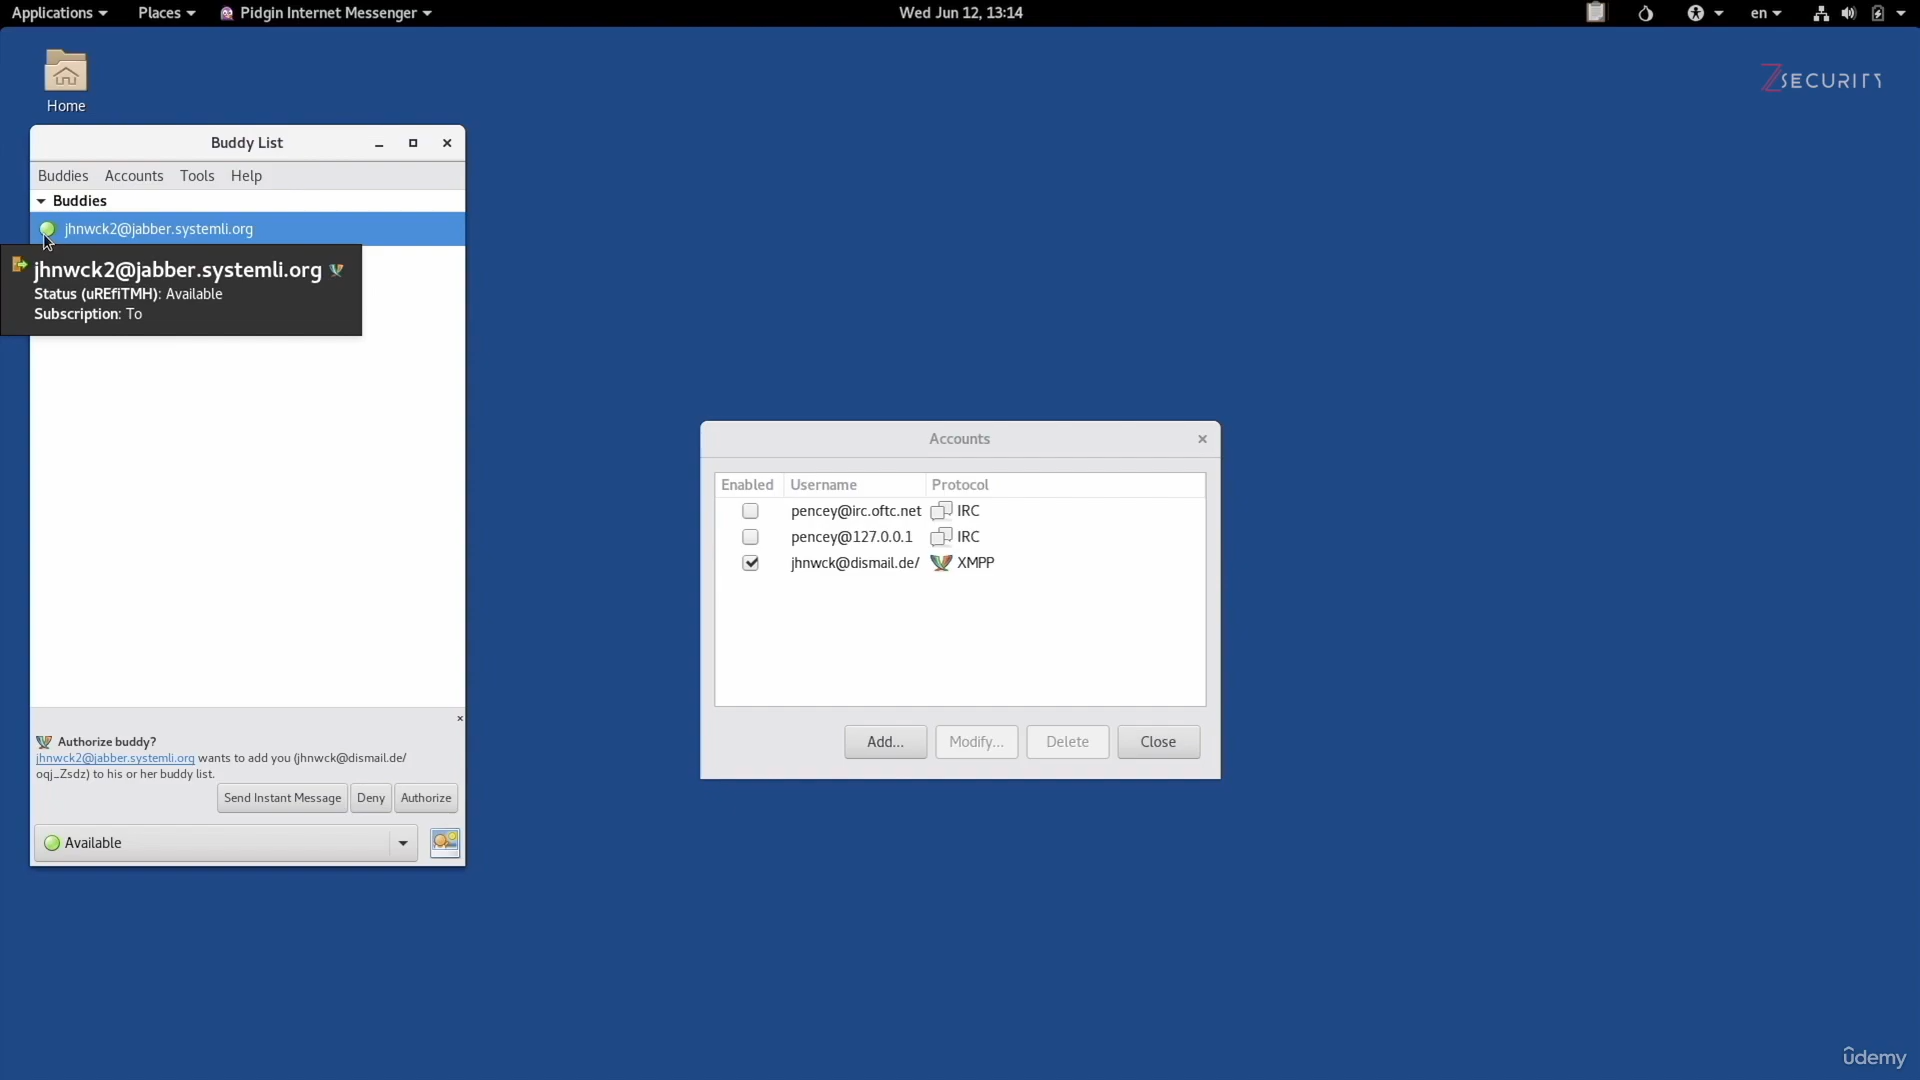 Applications Places Pidgin Internet Messenger Wed Jun 12, 13:14 en
Home
ZSECURITY
Buddy List
Buddies Accounts Tools Help
Buddies
jhnwck2@jabber.systemli.org
jhnwck2@jabber.systemli.org
Status (uREfiTMH): Available
Subscription: To
Accounts
Enabled Username Protocol
pencey@irc.oftc.net IRC
pencey@127.0.0.1 IRC
jhnwck@dismail.de/ XMPP
Add... Modify... Delete Close
Authorize buddy?
jhnwck2@jabber.systemli.org wants to add you (jhnwck@dismail.de/
oqj_Zsdz) to his or her buddy list.
Send Instant Message Deny Authorize
Available
ûdemy